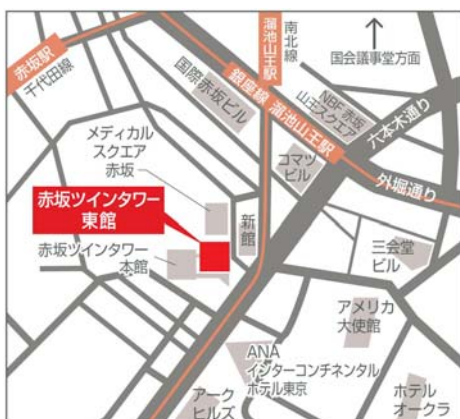 赤坂駅
千代田線
溜池山王駅
南北線
国会議事堂方面
国際赤坂ビル
銀座線
溜池山王駅
NBF 赤坂
山王スクエア
六本木通り
メディカル
スクエア
赤坂
コマツ
ビル
外堀通り
赤坂ツインタワー
東館
新館
赤坂ツインタワー
本館
三会堂
ビル
アメリカ
大使館
ANA
インターコンチネンタル
ホテル東京
アーク
ヒルズ
ホテル
オークラ